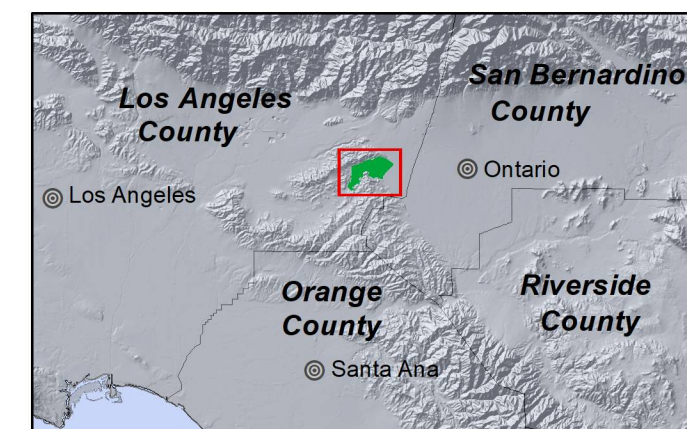 San Bernardino
County
Los Angeles
County
Ontario
Los Angeles
Riverside
County
Orange
County
Santa Ana